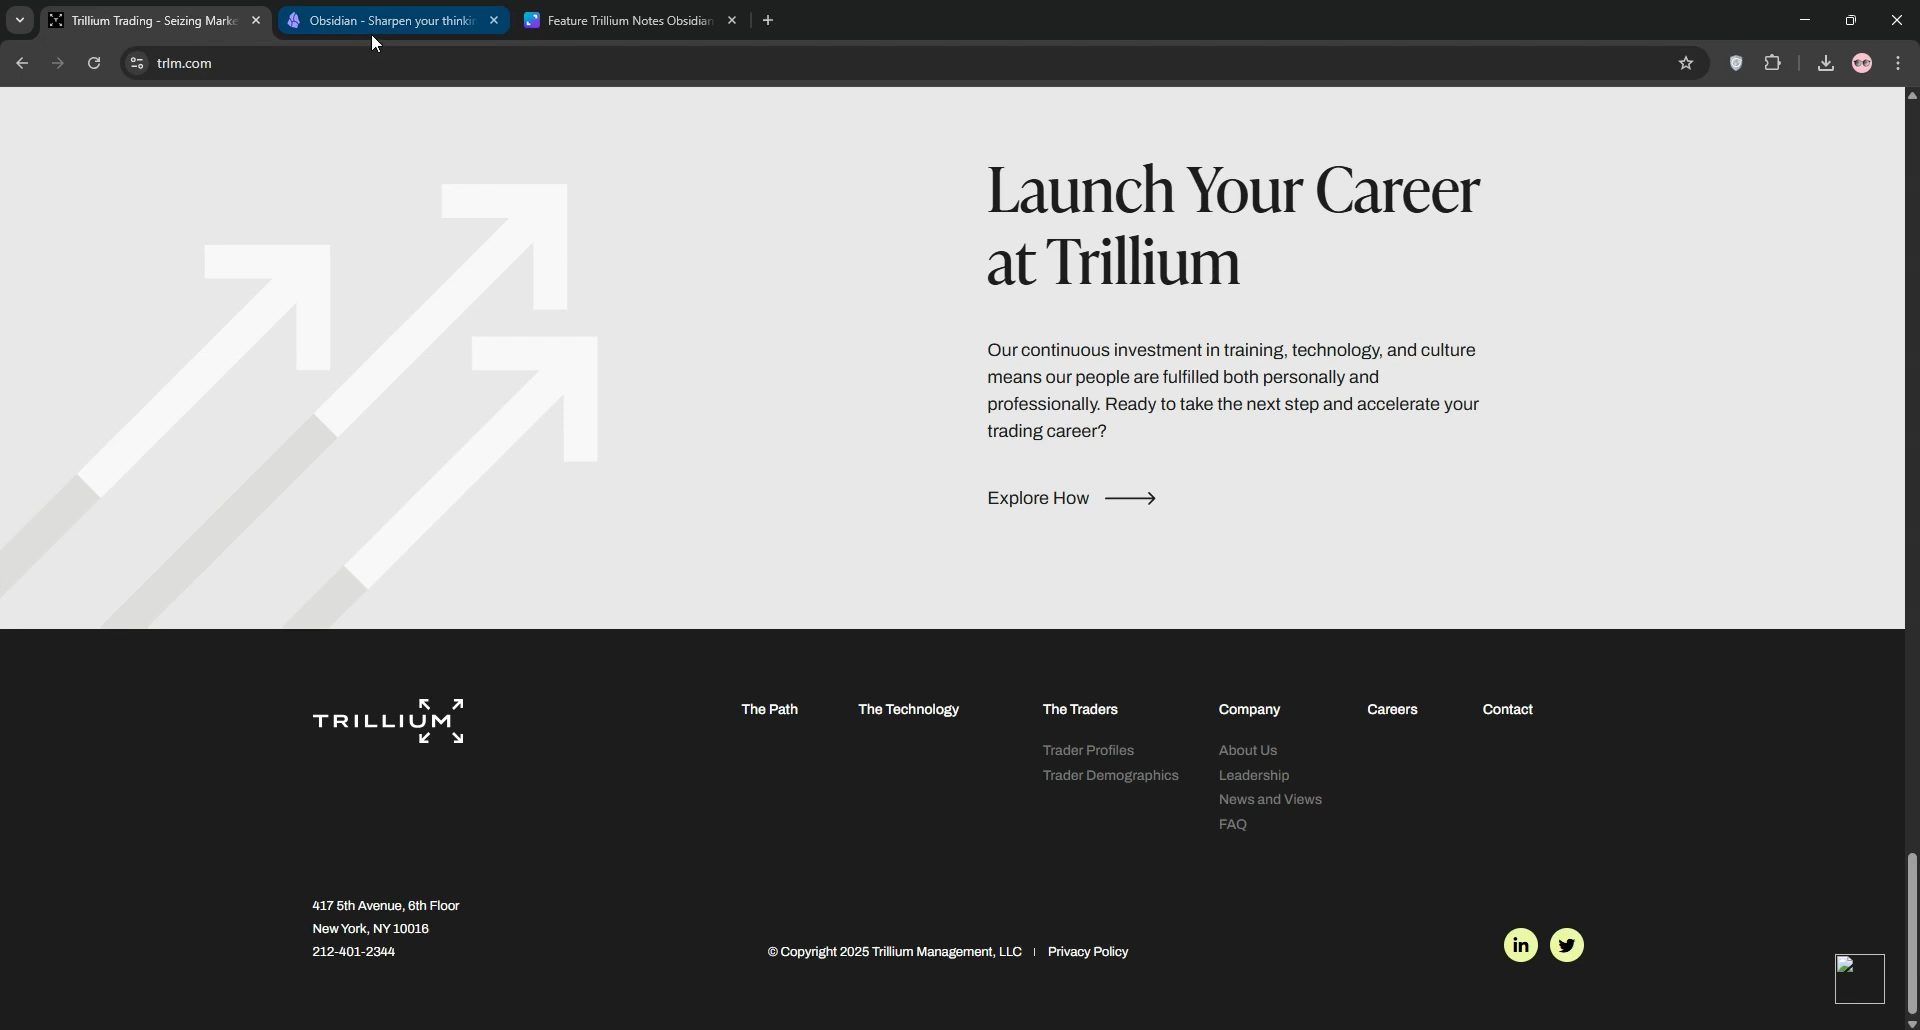 Trillium Trading - Seizing Marke
Obsidian - Sharpen your thinkin
Feature Trillium Notes Obsidian
trlm.com
Launch Your Career
at Trillium
Our continuous investment in training, technology, and culture
means our people are fulfilled both personally and
professionally. Ready to take the next step and accelerate your
trading career?
Explore How
TRILLIUM
The Path
The Technology
The Traders
Trader Profiles
Trader Demographics
Company
About Us
Leadership
News and Views
FAQ
Careers
Contact
417 5th Avenue, 6th Floor
New York, NY 10016
212-401-2344
© Copyright 2025 Trillium Management, LLC | Privacy Policy
in